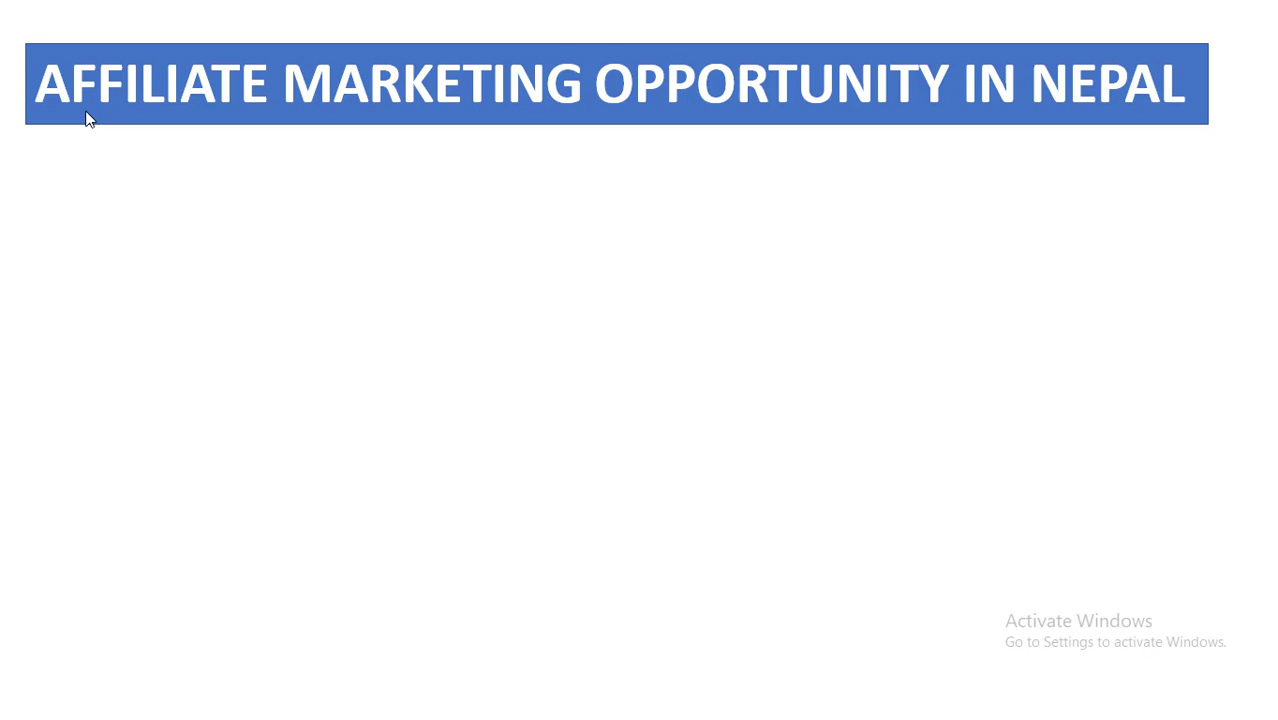 AFFILIATE MARKETING OPPORTUNITY IN NEPAL
Activate Windows
Go to Settings to activate Windows.